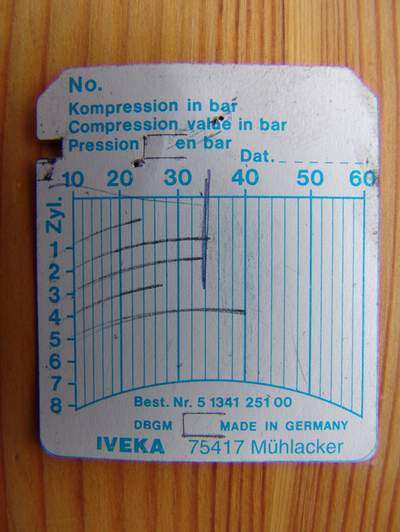 No.
Kompression in bar
Compression value in bar
Pression en bar
Dat.
10 20 30 40 50 60
Zyl.
1
2
3
4
5
6
7
8
Best. Nr. 5 1341 251 00
DBGM MADE IN GERMANY
IVEKA 75417 Mühlacker